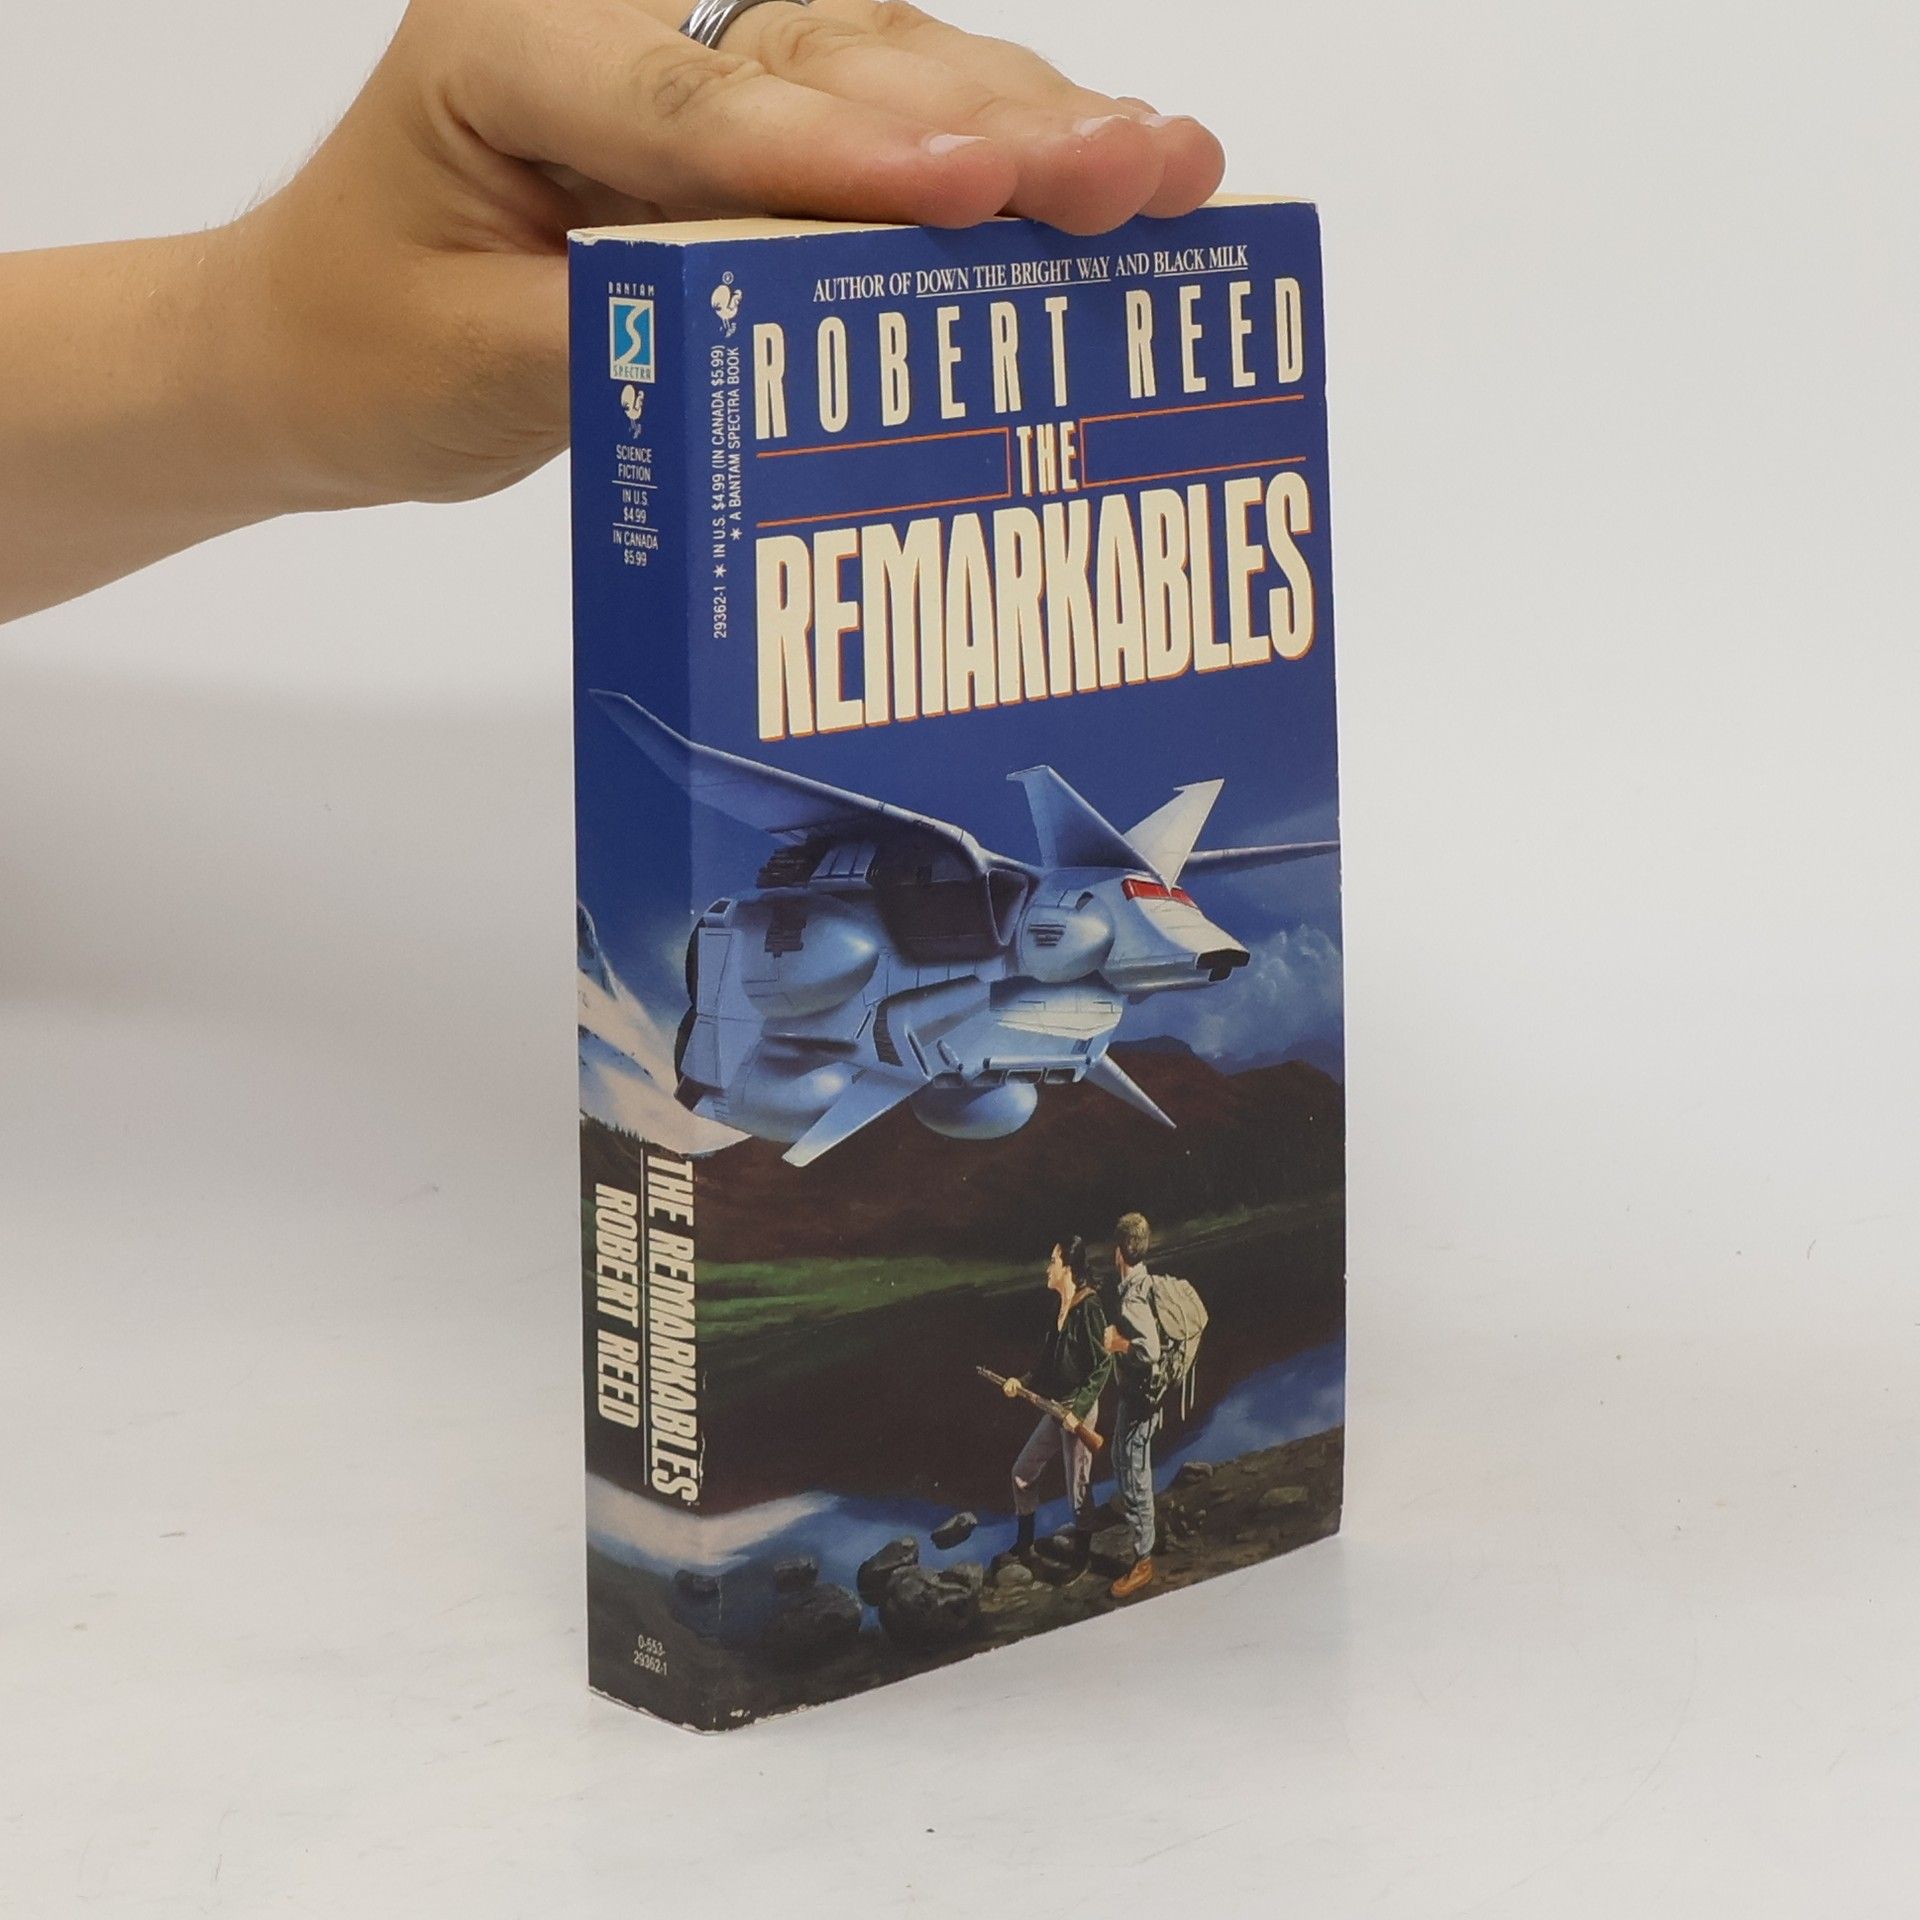 BANTAM
SPECTRA
SCIENCE
FICTION
IN U.S.
$4.99
IN CANADA
$5.99
THE REMARKABLES
ROBERT REED
0-553-
29362-1
29362-1 * IN U.S. $4.99 (IN CANADA $5.99)
* A BANTAM SPECTRA BOOK
®
AUTHOR OF DOWN THE BRIGHT WAY AND BLACK MILK
ROBERT REED
THE
REMARKABLES